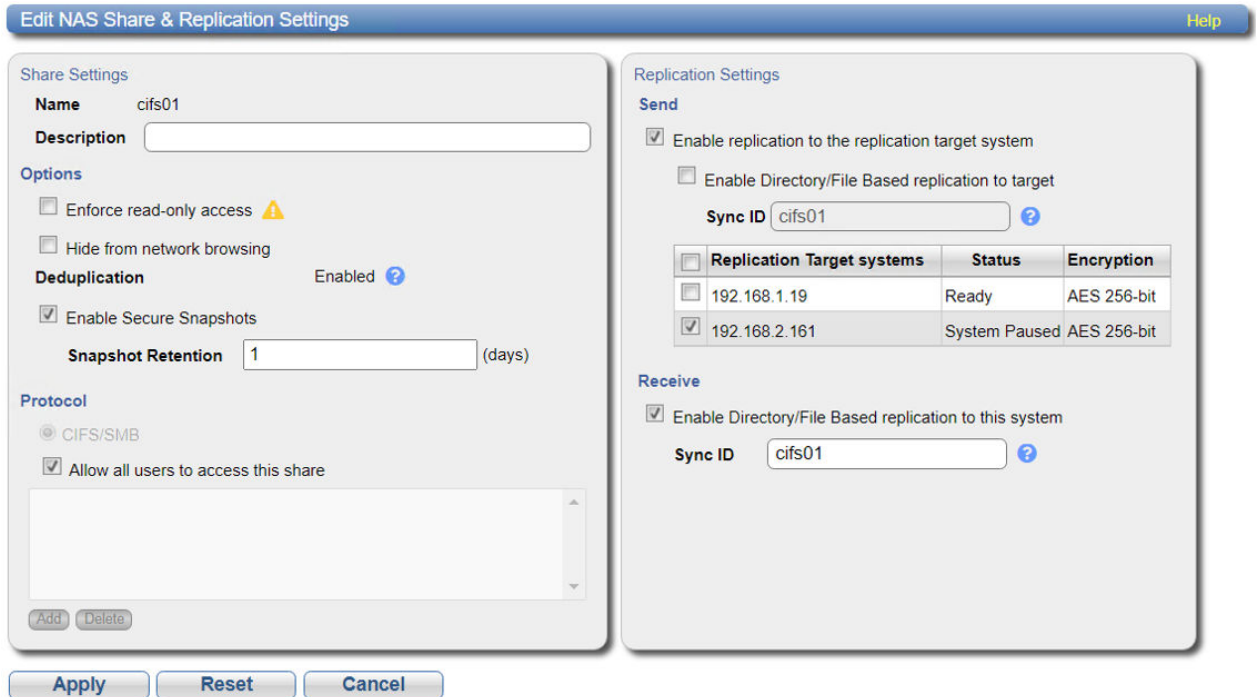 Edit NAS Share & Replication Settings
Help
Share Settings
Name cifs01
Description
Options
Enforce read-only access
Hide from network browsing
Deduplication Enabled ?
Enable Secure Snapshots
Snapshot Retention 1 (days)
Protocol
CIFS/SMB
Allow all users to access this share
Add Delete
Replication Settings
Send
Enable replication to the replication target system
Enable Directory/File Based replication to target
Sync ID cifs01 ?
Replication Target systems Status Encryption
192.168.1.19 Ready AES 256-bit
192.168.2.161 System Paused AES 256-bit
Receive
Enable Directory/File Based replication to this system
Sync ID cifs01 ?
Apply Reset Cancel